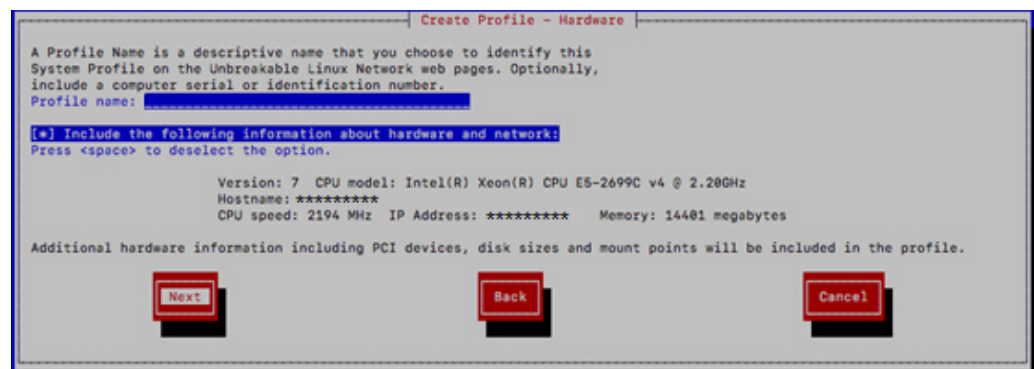 Create Profile - Hardware
A Profile Name is a descriptive name that you choose to identify this
System Profile on the Unbreakable Linux Network web pages. Optionally,
include a computer serial or identification number.
Profile name:
[*] Include the following information about hardware and network:
Press <space> to deselect the option.
Version: 7 CPU model: Intel(R) Xeon(R) CPU E5-2699C v4 @ 2.20GHz
Hostname: *********
CPU speed: 2194 MHz IP Address: ********* Memory: 14401 megabytes
Additional hardware information including PCI devices, disk sizes and mount points will be included in the profile.
Next Back Cancel